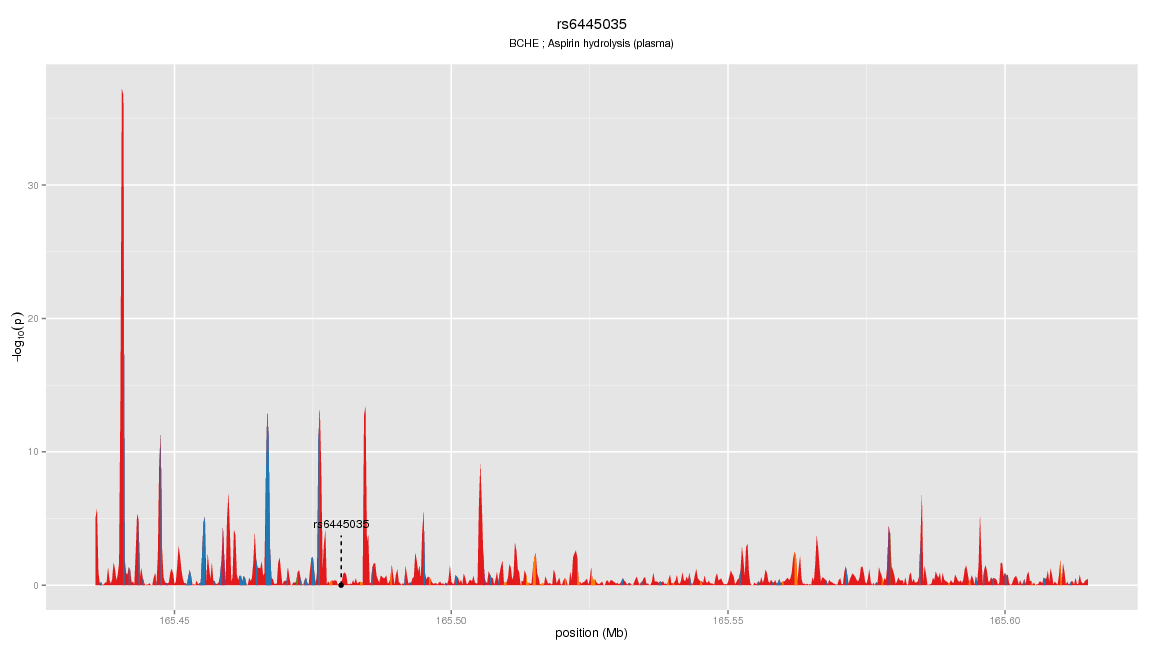 rs6445035
BCHE ; Aspirin hydrolysis (plasma)
30
20
10
0
−log₁₀(p)
rs6445035
165.45
165.50
165.55
165.60
position (Mb)